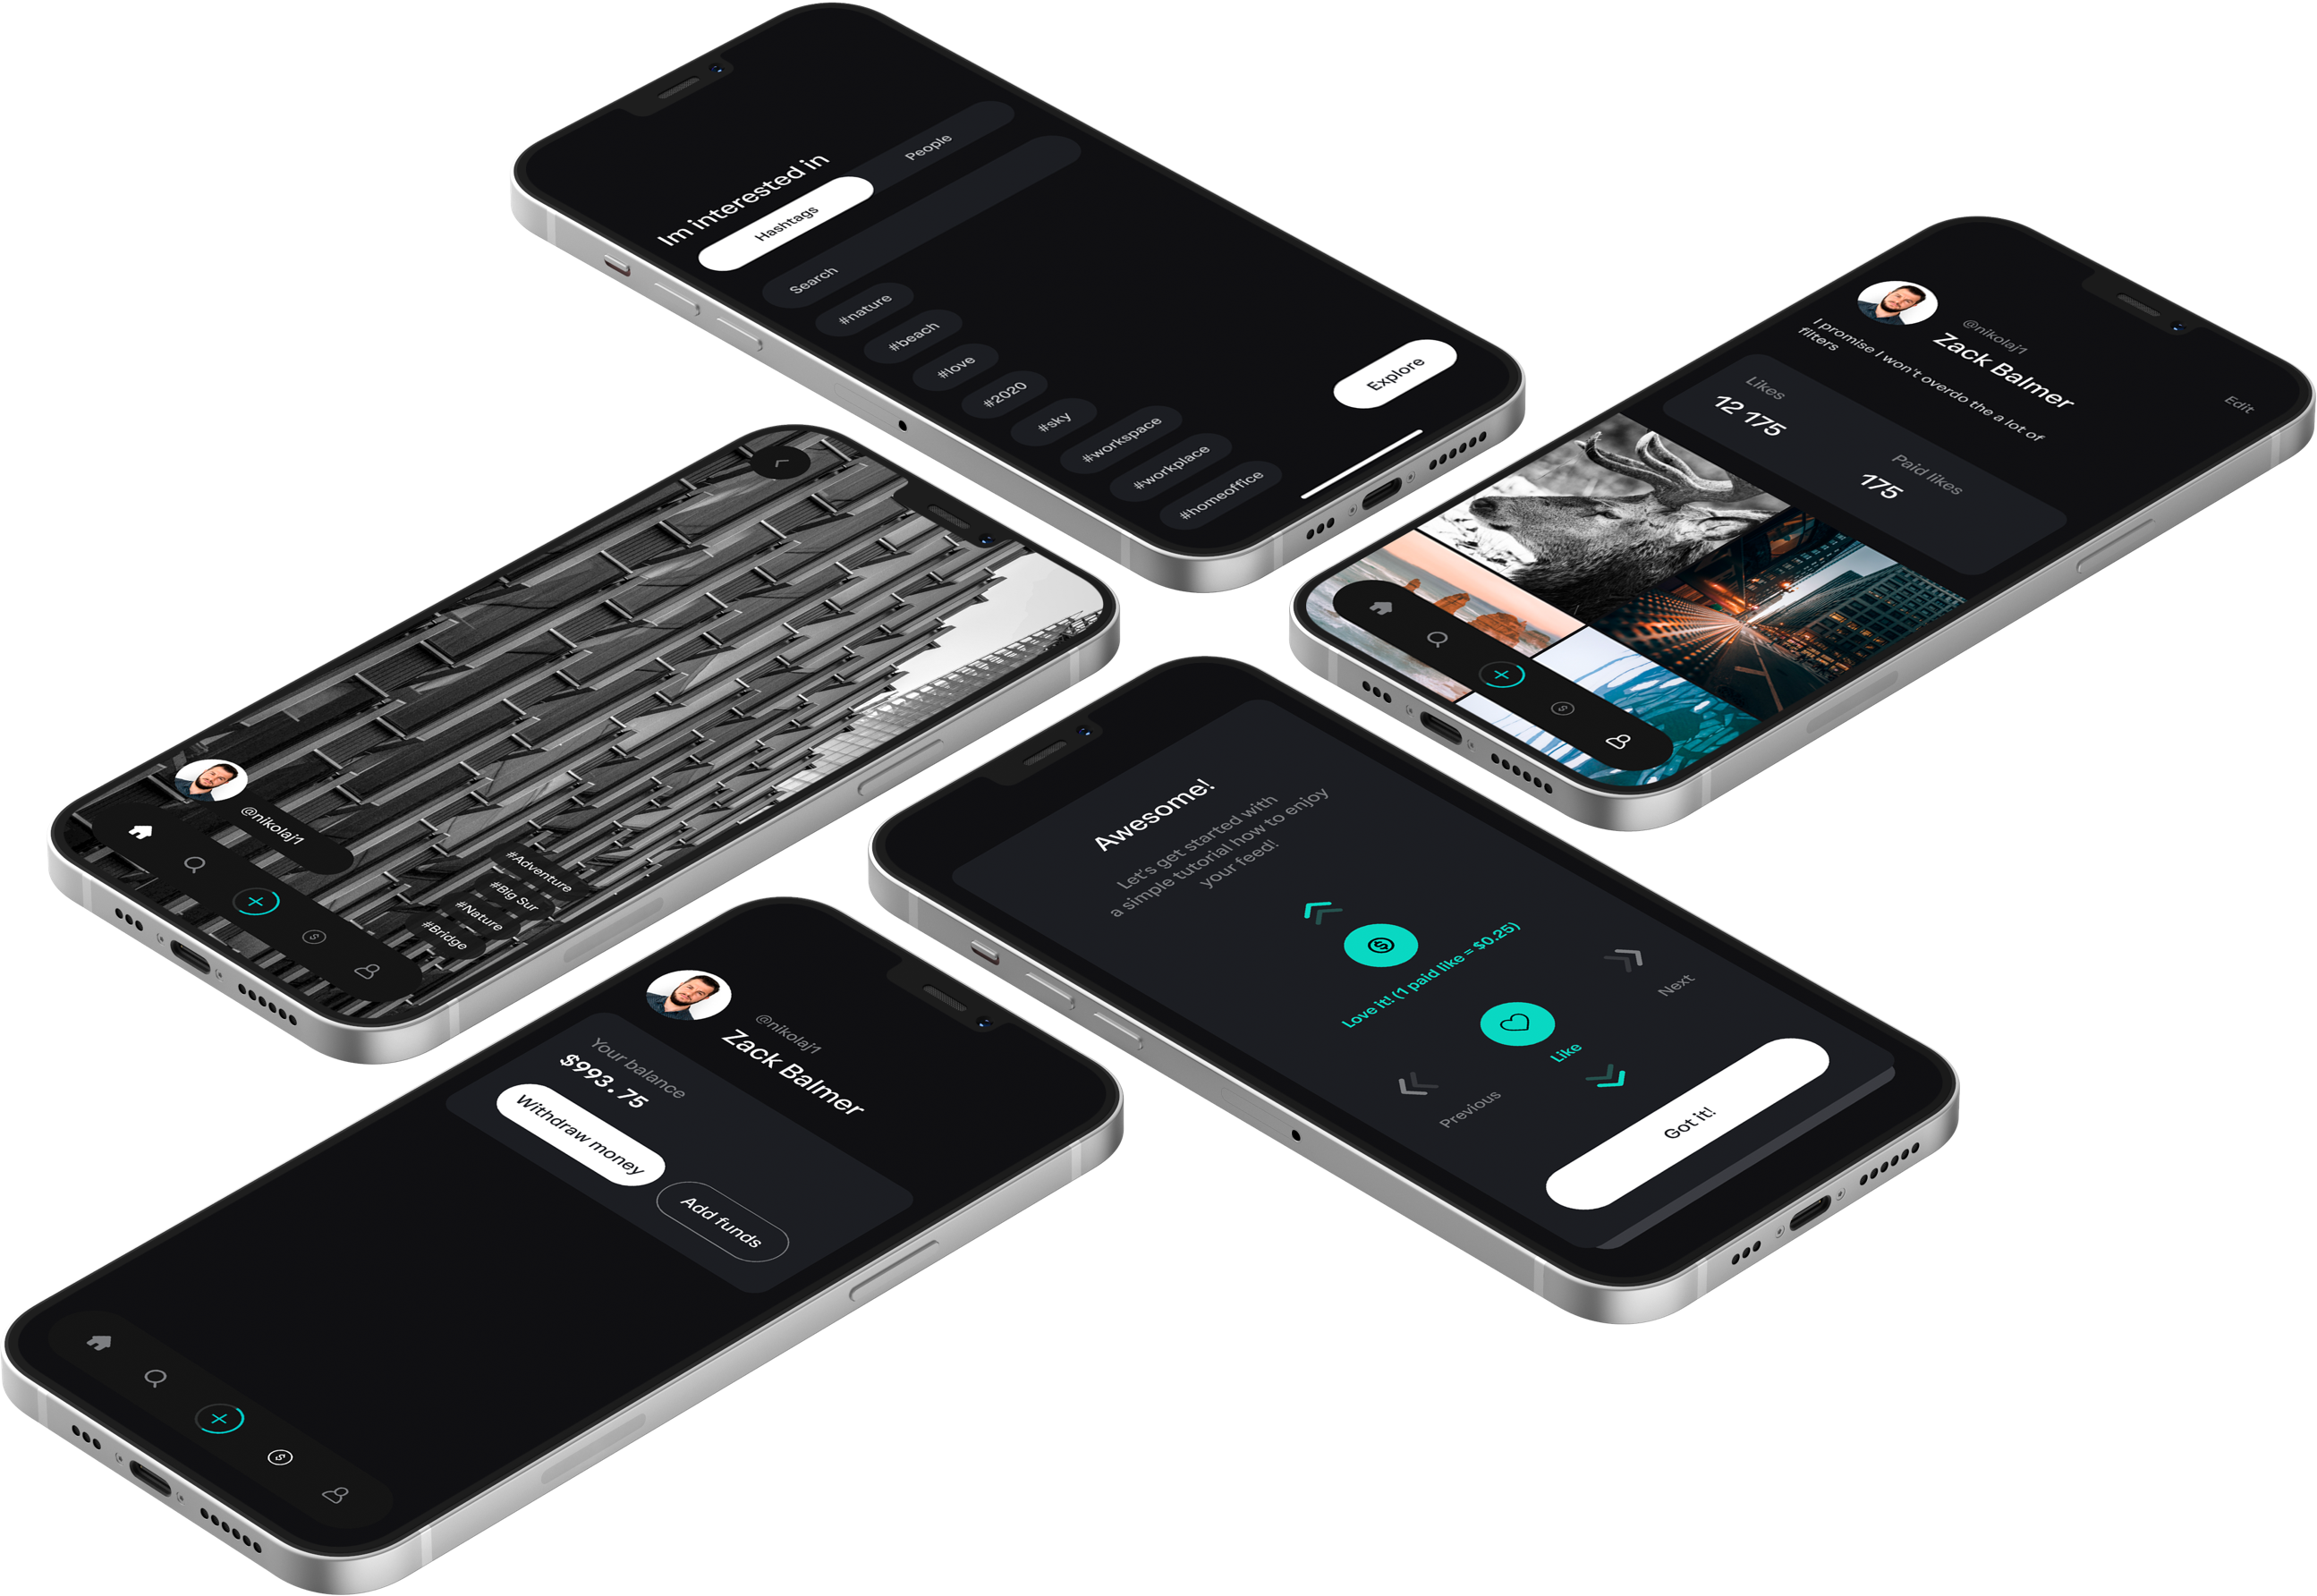 Im interested in
Hashtags
People
Search
#nature
#beach
#love
#2020
#sky
#workspace
#workplace
#homeoffice
Explore
@nikolaj1
Zack Balmer
I promise I won't overdo the a lot of
filters
Edit
Likes
12 175
Paid likes
175
@nikolaj1
#Adventure
#Big Sur
#Nature
#Bridge
Awesome!
Let's get started with
a simple tutorial how to enjoy
your feed!
Love it! (1 paid like = $0.25)
Next
Like
Previous
Got it!
@nikolaj1
Zack Balmer
Your balance
$993.75
Withdraw money
Add funds